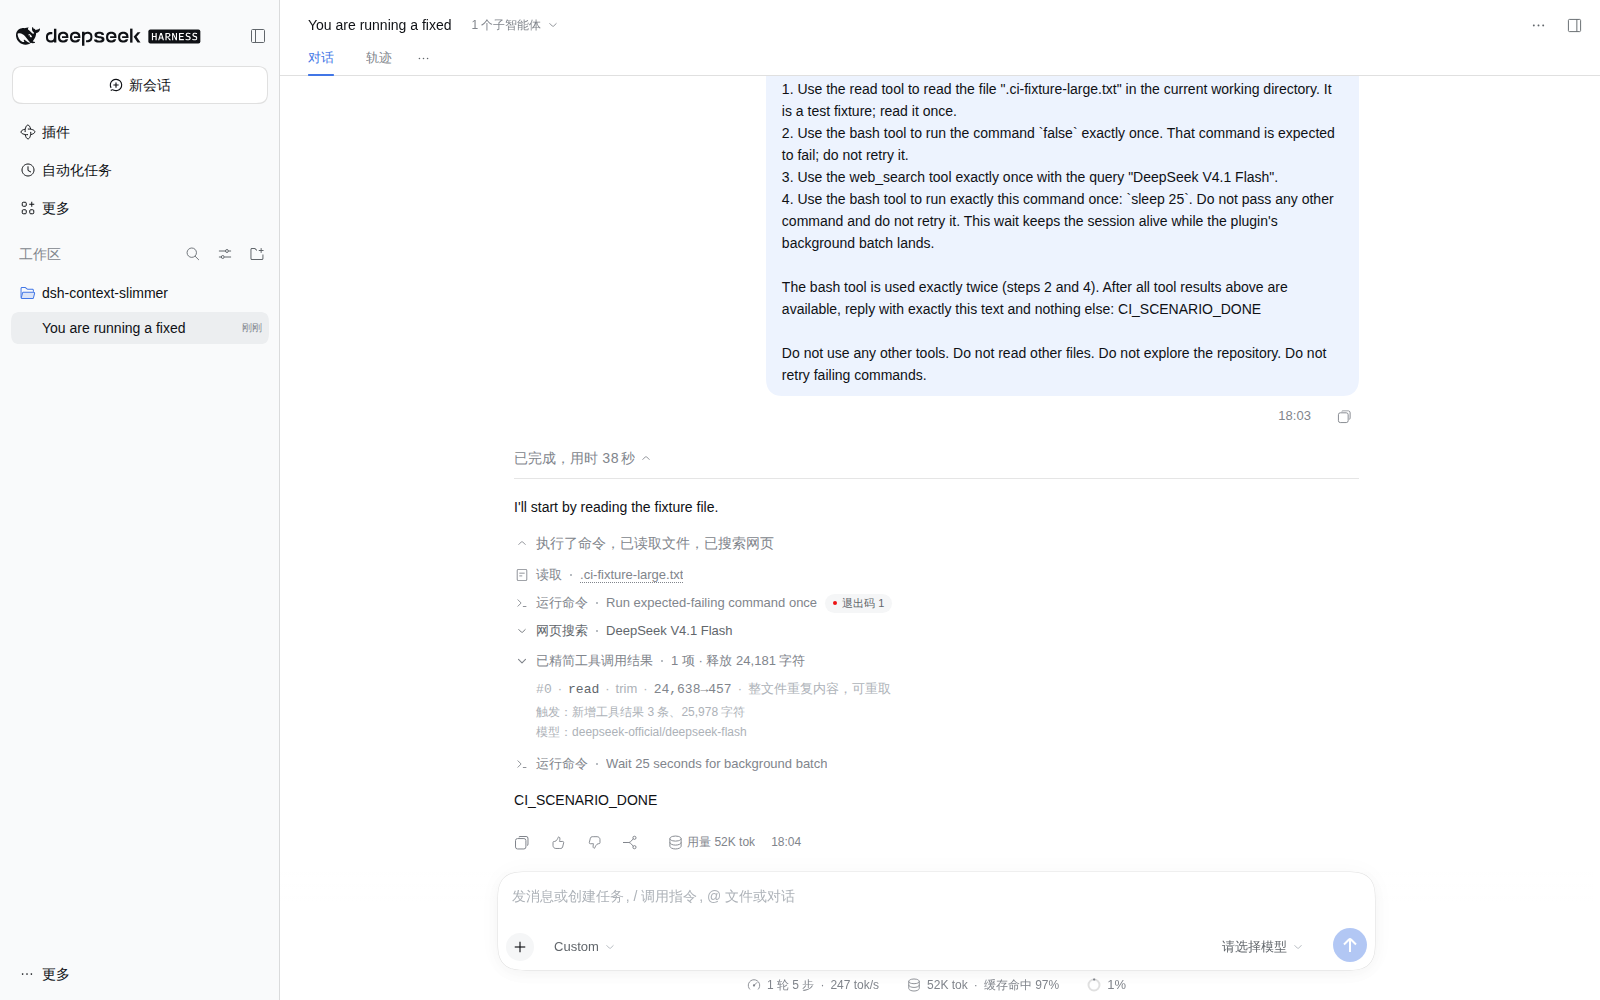 deepseek HARNESS
新会话
插件
自动化任务
更多
工作区
dsh-context-slimmer
You are running a fixed 刚刚
更多
You are running a fixed 1 个子智能体
对话 轨迹
1. Use the read tool to read the file ".ci-fixture-large.txt" in the current working directory. It
is a test fixture; read it once.
2. Use the bash tool to run the command `false` exactly once. That command is expected
to fail; do not retry it.
3. Use the web_search tool exactly once with the query "DeepSeek V4.1 Flash".
4. Use the bash tool to run exactly this command once: `sleep 25`. Do not pass any other
command and do not retry it. This wait keeps the session alive while the plugin's
background batch lands.
The bash tool is used exactly twice (steps 2 and 4). After all tool results above are
available, reply with exactly this text and nothing else: CI_SCENARIO_DONE
Do not use any other tools. Do not read other files. Do not explore the repository. Do not
retry failing commands.
18:03
已完成，用时 38 秒
I'll start by reading the fixture file.
执行了命令，已读取文件，已搜索网页
读取 · .ci-fixture-large.txt
运行命令 · Run expected-failing command once 退出码 1
网页搜索 · DeepSeek V4.1 Flash
已精简工具调用结果 · 1 项 · 释放 24,181 字符
#0 · read · trim · 24,638→457 · 整文件重复内容，可重取
触发：新增工具结果 3 条、25,978 字符
模型：deepseek-official/deepseek-flash
运行命令 · Wait 25 seconds for background batch
CI_SCENARIO_DONE
用量 52K tok 18:04
发消息或创建任务, / 调用指令, @ 文件或对话
Custom 请选择模型
1 轮 5 步 · 247 tok/s 52K tok · 缓存命中 97% 1%